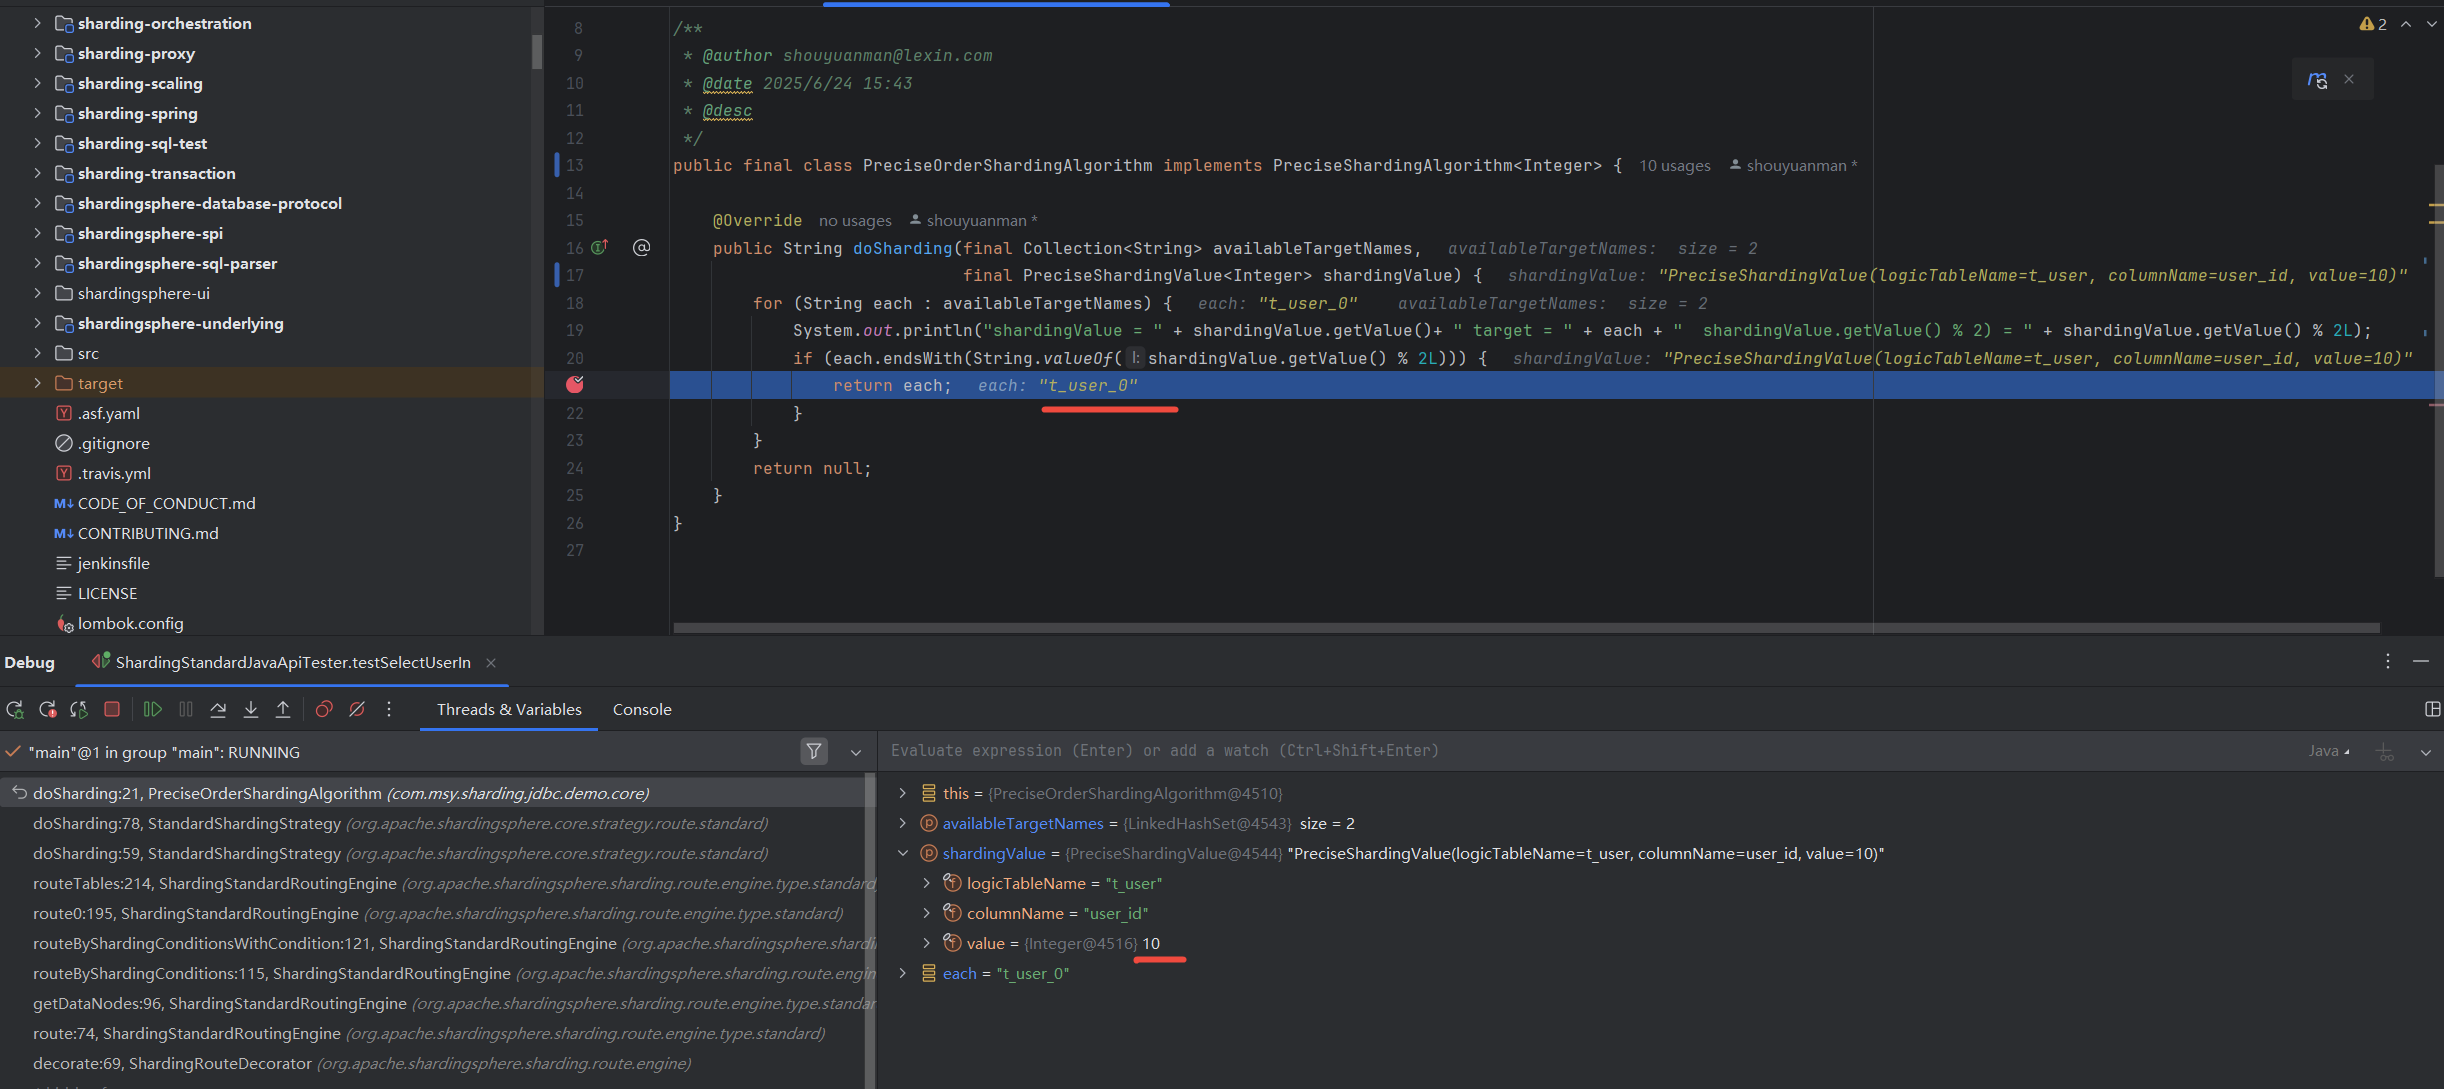 sharding-orchestration
sharding-proxy
sharding-scaling
sharding-spring
sharding-sql-test
sharding-transaction
shardingsphere-database-protocol
shardingsphere-spi
shardingsphere-sql-parser
shardingsphere-ui
shardingsphere-underlying
src
target
.asf.yaml
.gitignore
.travis.yml
CODE_OF_CONDUCT.md
CONTRIBUTING.md
jenkinsfile
LICENSE
lombok.config
2
8 /**
9 * @author shouyuanman@lexin.com
10 * @date 2025/6/24 15:43
11 * @desc
12 */
13 public final class PreciseOrderShardingAlgorithm implements PreciseShardingAlgorithm<Integer> { 10 usages shouyuanman *
14
15 @Override no usages shouyuanman *
16 public String doSharding(final Collection<String> availableTargetNames, availableTargetNames: size = 2
17 final PreciseShardingValue<Integer> shardingValue) { shardingValue: "PreciseShardingValue(logicTableName=t_user, columnName=user_id, value=10)"
18 for (String each : availableTargetNames) { each: "t_user_0" availableTargetNames: size = 2
19 System.out.println("shardingValue = " + shardingValue.getValue()+ " target = " + each + "  shardingValue.getValue() % 2) = " + shardingValue.getValue() % 2L);
20 if (each.endsWith(String.valueOf( l: shardingValue.getValue() % 2L))) { shardingValue: "PreciseShardingValue(logicTableName=t_user, columnName=user_id, value=10)"
return each; each: "t_user_0"
22 }
23 }
24 return null;
25 }
26 }
27
Debug ShardingStandardJavaApiTester.testSelectUserIn
Threads & Variables Console
"main"@1 in group "main": RUNNING
doSharding:21, PreciseOrderShardingAlgorithm (com.msy.sharding.jdbc.demo.core)
doSharding:78, StandardShardingStrategy (org.apache.shardingsphere.core.strategy.route.standard)
doSharding:59, StandardShardingStrategy (org.apache.shardingsphere.core.strategy.route.standard)
routeTables:214, ShardingStandardRoutingEngine (org.apache.shardingsphere.sharding.route.engine.type.standard)
route0:195, ShardingStandardRoutingEngine (org.apache.shardingsphere.sharding.route.engine.type.standard)
routeByShardingConditionsWithCondition:121, ShardingStandardRoutingEngine (org.apache.shardingsphere.shardi
routeByShardingConditions:115, ShardingStandardRoutingEngine (org.apache.shardingsphere.sharding.route.engin
getDataNodes:96, ShardingStandardRoutingEngine (org.apache.shardingsphere.sharding.route.engine.type.standar
route:74, ShardingStandardRoutingEngine (org.apache.shardingsphere.sharding.route.engine.type.standard)
decorate:69, ShardingRouteDecorator (org.apache.shardingsphere.sharding.route.engine)
Evaluate expression (Enter) or add a watch (Ctrl+Shift+Enter) Java
this = {PreciseOrderShardingAlgorithm@4510}
availableTargetNames = {LinkedHashSet@4543} size = 2
shardingValue = {PreciseShardingValue@4544} "PreciseShardingValue(logicTableName=t_user, columnName=user_id, value=10)"
logicTableName = "t_user"
columnName = "user_id"
value = {Integer@4516} 10
each = "t_user_0"